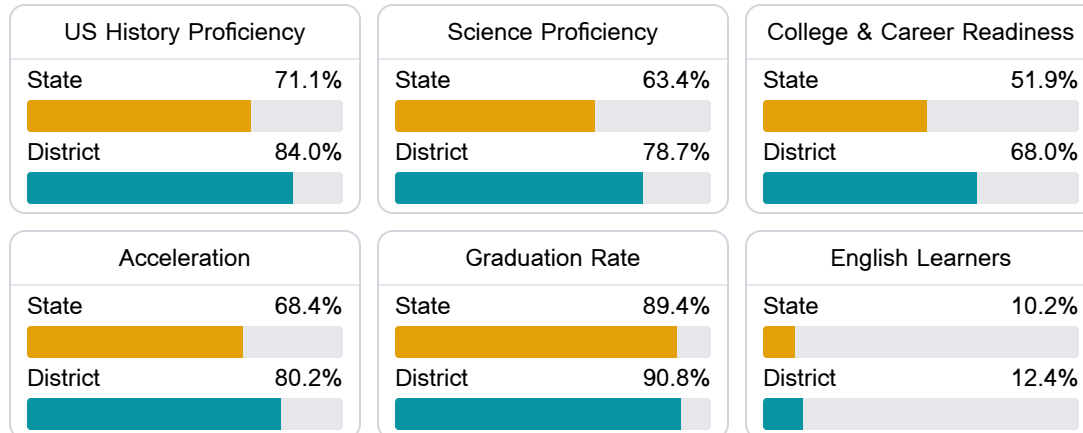 US History Proficiency
State 71.1%
District 84.0%
Science Proficiency
State 63.4%
District 78.7%
College & Career Readiness
State 51.9%
District 68.0%
Acceleration
State 68.4%
District 80.2%
Graduation Rate
State 89.4%
District 90.8%
English Learners
State 10.2%
District 12.4%